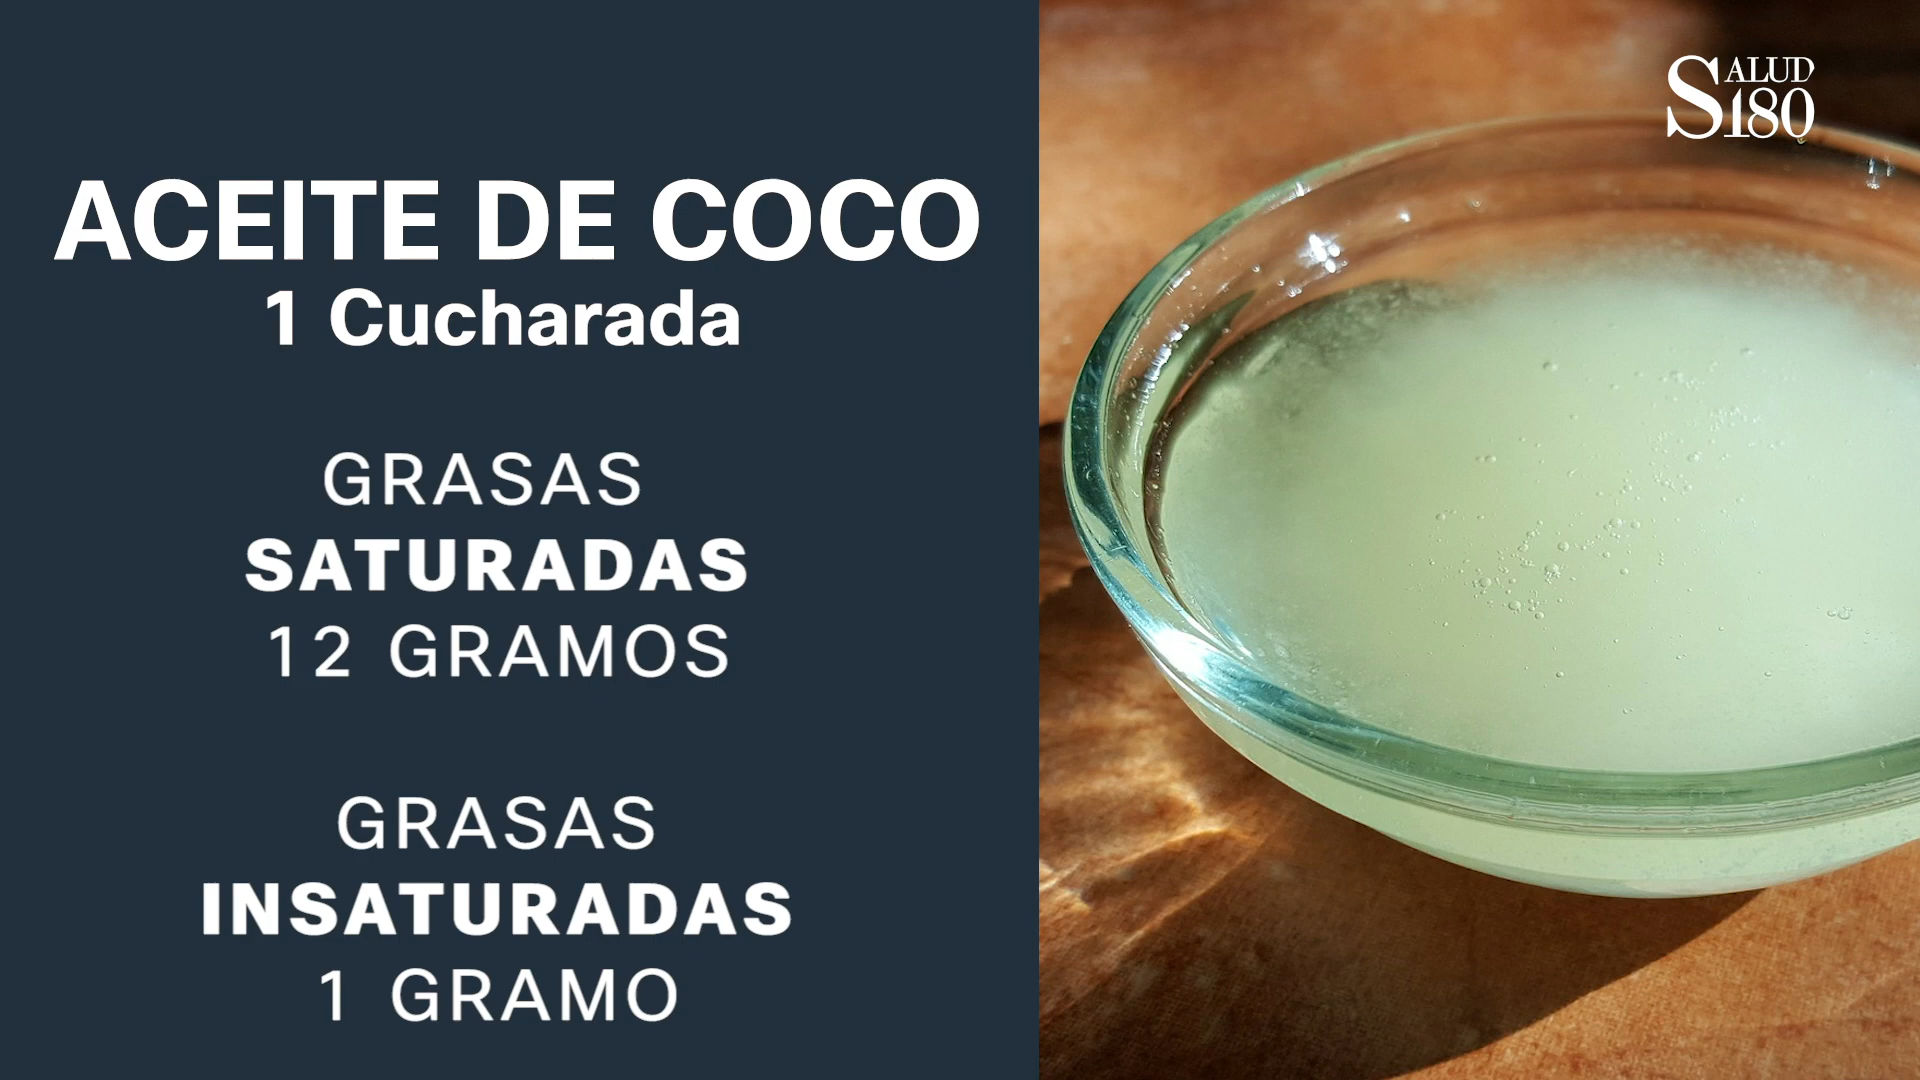 ACEITE DE COCO
1 Cucharada
GRASAS
SATURADAS
12 GRAMOS
GRASAS
INSATURADAS
1 GRAMO
SALUD
180